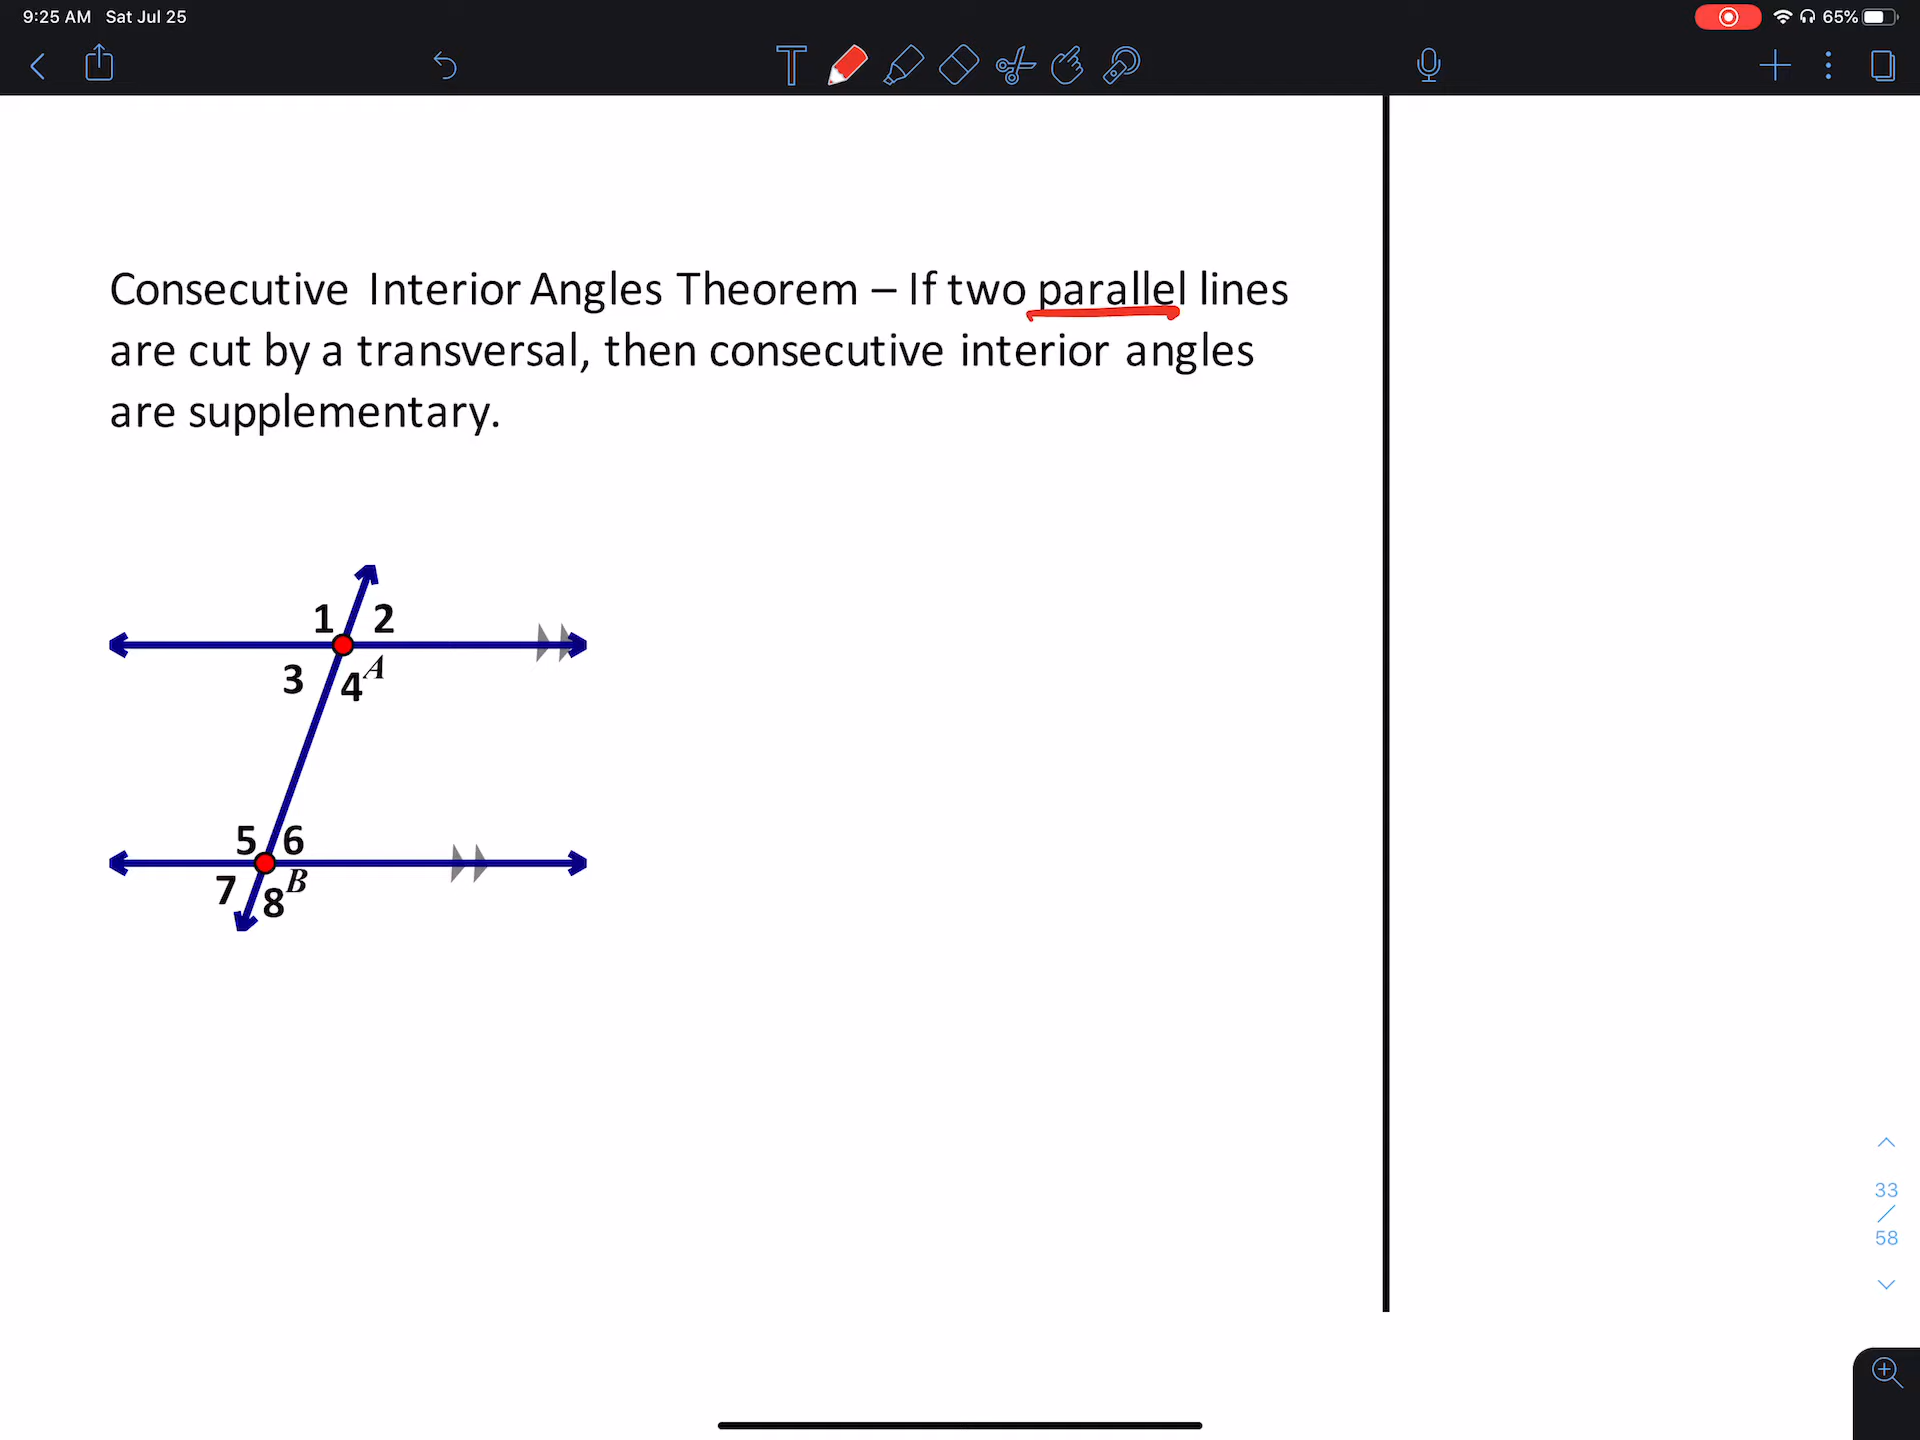 9:25 AM Sat Jul 25
65%
T
Consecutive Interior Angles Theorem – If two parallel lines
are cut by a transversal, then consecutive interior angles
are supplementary.
1 2
3 4 A
5 6
7 8 B
33
/
58